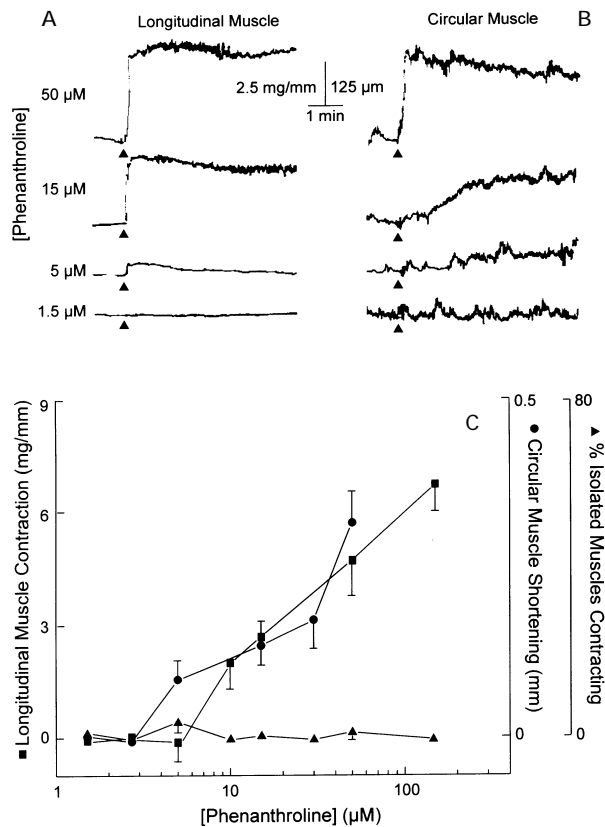 A
Longitudinal Muscle
Circular Muscle
B
[Phenanthroline]
50 µM
2.5 mg/mm
125 µm
1 min
15 µM
5 µM
1.5 µM
C
■ Longitudinal Muscle Contraction (mg/mm)
9
6
3
0
0.5
0
● Circular Muscle Shortening (mm)
80
0
▲ % Isolated Muscles Contracting
1
10
100
[Phenanthroline] (µM)